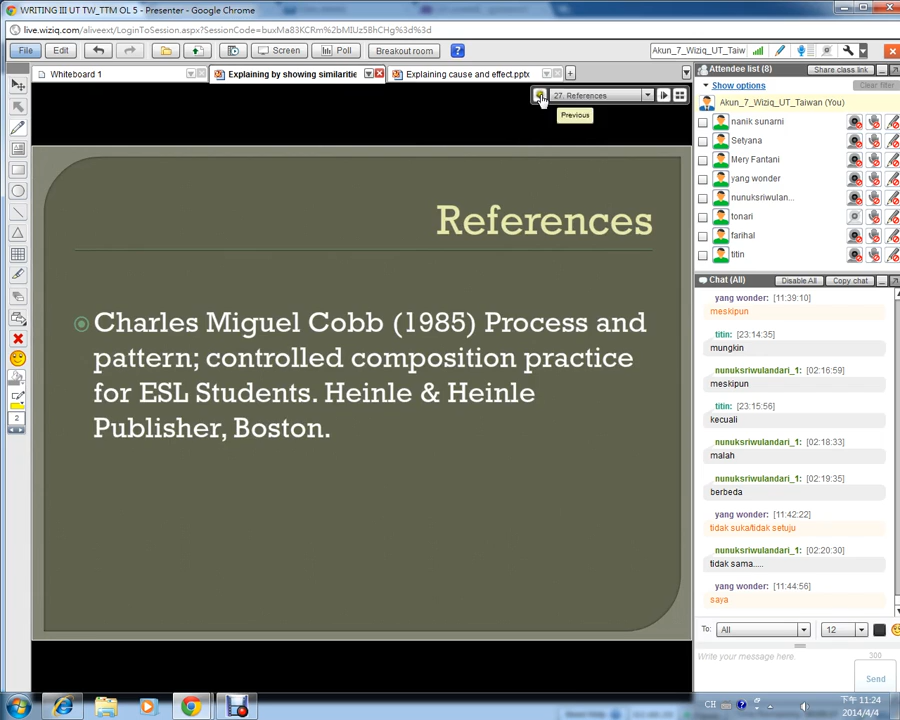 WRITING III UT TW_TTM OL 5 - Presenter - Google Chrome
live.wiziq.com/aliveext/LoginToSession.aspx?SessionCode=buxMa83KCRm%2bMIUz5BhCHg%3d%3d
File Edit Screen Poll Breakout room ? Akun_7_Wiziq_UT_Taiw
Whiteboard 1 Explaining by showing similaritie Explaining cause and effect.pptx
27. References
Previous
References
Charles Miguel Cobb (1985) Process and
pattern; controlled composition practice
for ESL Students. Heinle & Heinle
Publisher, Boston.
2
Attendee list (8) Share class link
Show options Clear filter
Akun_7_Wiziq_UT_Taiwan (You)
nanik sunarni
Setyana
Mery Fantani
yang wonder
nunuksriwulan...
tonari
farihal
titin
Chat (All) Disable All Copy chat
yang wonder: [11:39:10]
meskipun
titin: [23:14:35]
mungkin
nunuksriwulandari_1: [02:16:59]
meskipun
titin: [23:15:56]
kecuali
nunuksriwulandari_1: [02:18:33]
malah
nunuksriwulandari_1: [02:19:35]
berbeda
yang wonder: [11:42:22]
tidak suka/tidak setuju
nunuksriwulandari_1: [02:20:30]
tidak sama.....
yang wonder: [11:44:56]
saya
To: All 12
Write your message here. 300
Send
CH 下午 11:24
2014/4/4